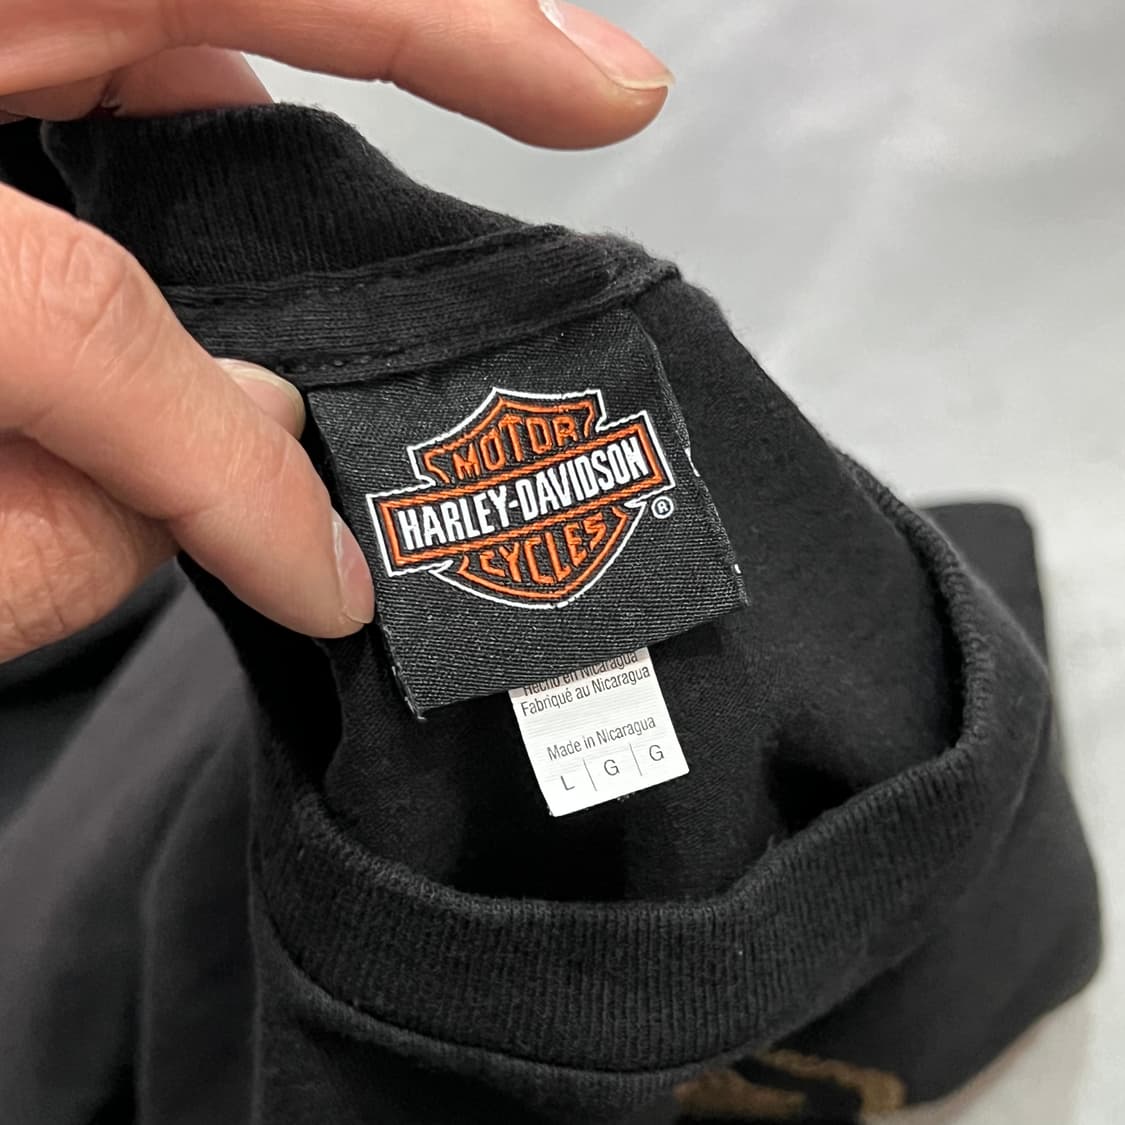 MOTOR
HARLEY-DAVIDSON
CYCLES
®
Hecho en Nicaragua
Fabriqué au Nicaragua
Made in Nicaragua
L | G | G